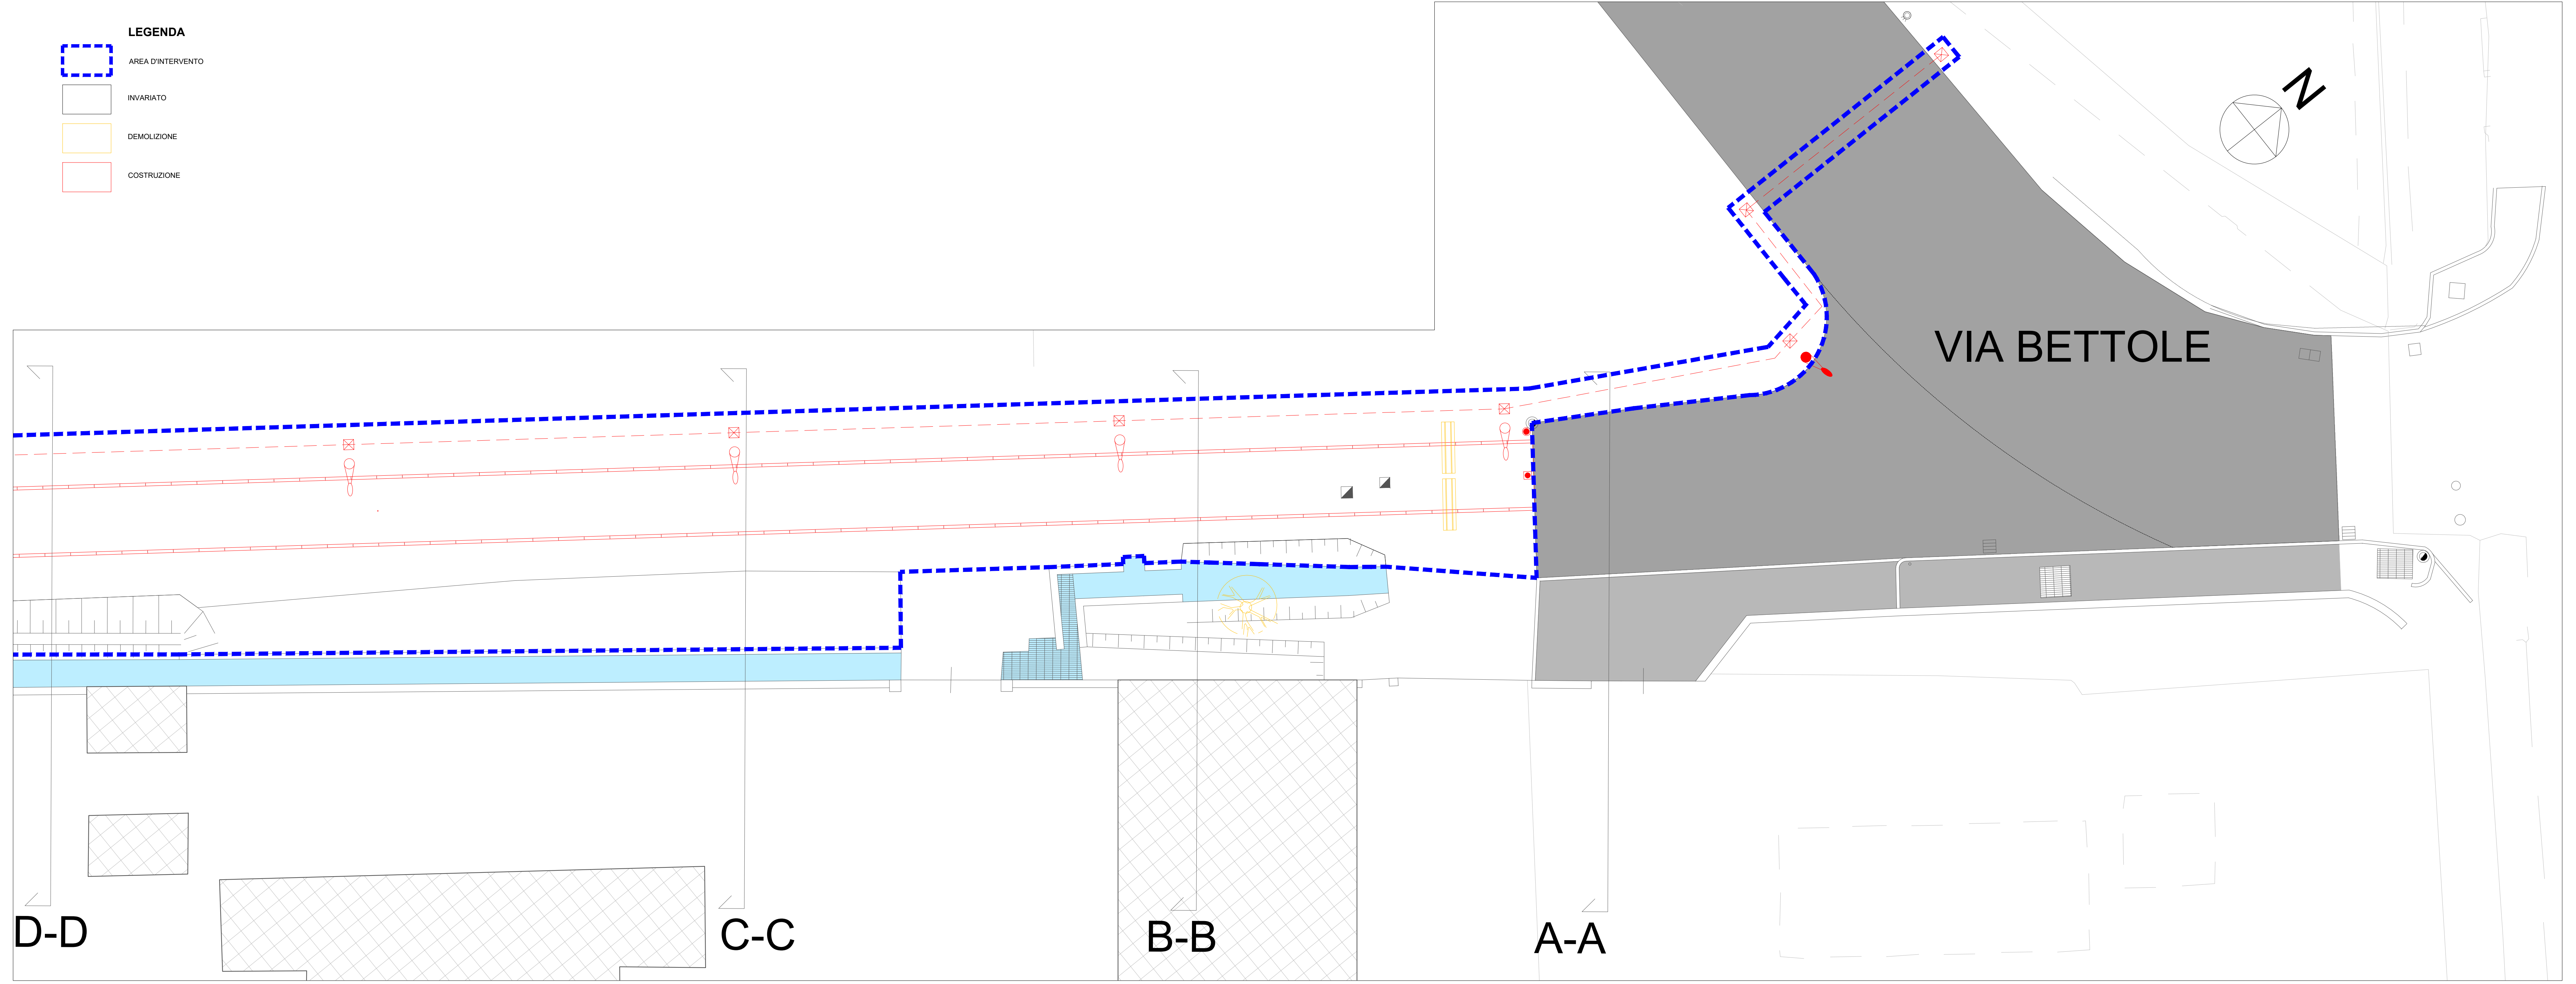 LEGENDA
AREA D'INTERVENTO
INVARIATO
DEMOLIZIONE
COSTRUZIONE
N
VIA BETTOLE
D-D
C-C
B-B
A-A